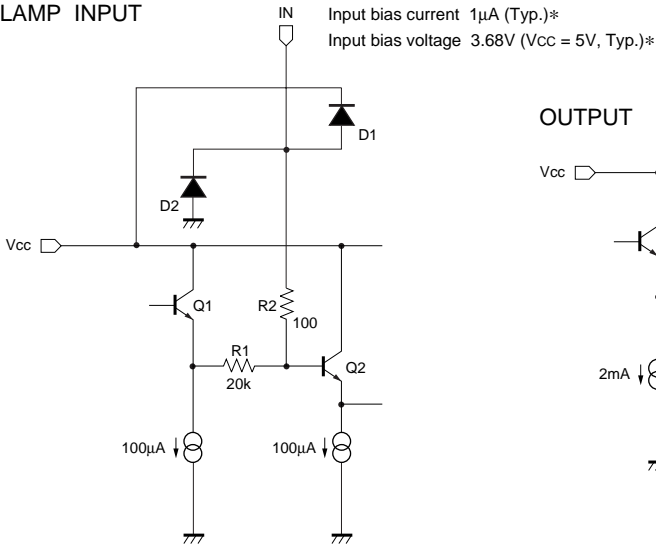 LAMP INPUT
IN
Input bias current 1µA (Typ.)*
Input bias voltage 3.68V (VCC = 5V, Typ.)*
D1
OUTPUT
Vcc
D2
Vcc
Q1
R2
100
R1
20k
Q2
2mA
100µA
100µA